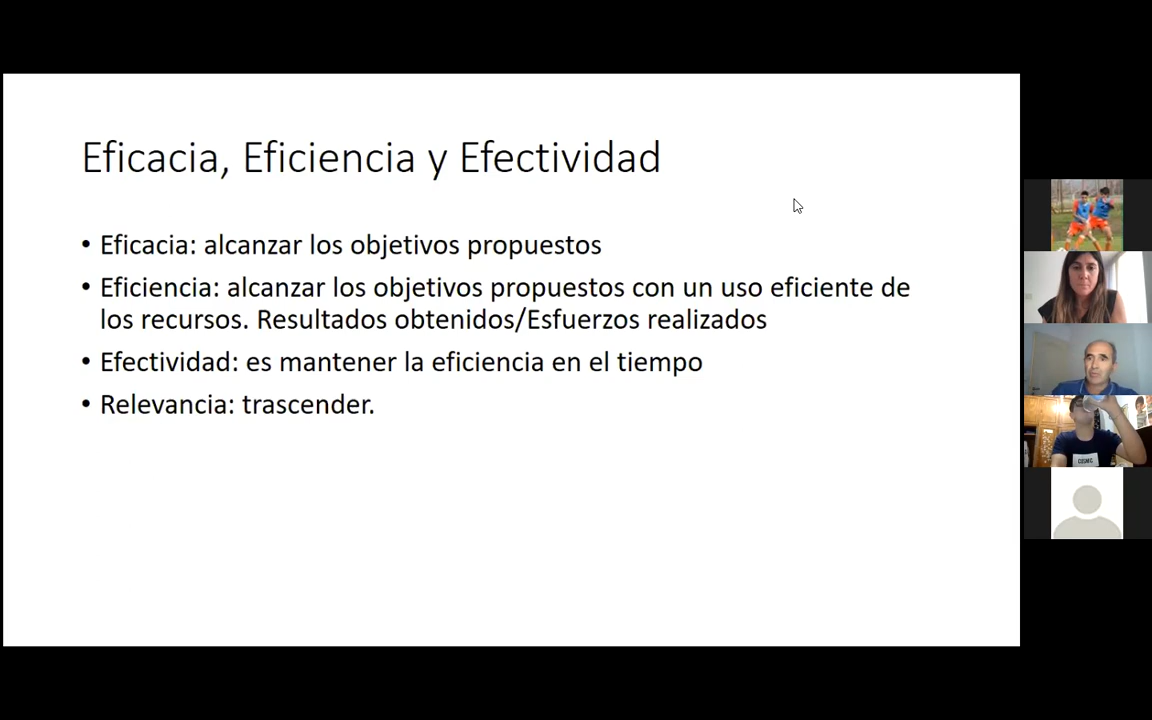 Eficacia, Eficiencia y Efectividad
• Eficacia: alcanzar los objetivos propuestos
• Eficiencia: alcanzar los objetivos propuestos con un uso eficiente de
los recursos. Resultados obtenidos/Esfuerzos realizados
• Efectividad: es mantener la eficiencia en el tiempo
• Relevancia: trascender.